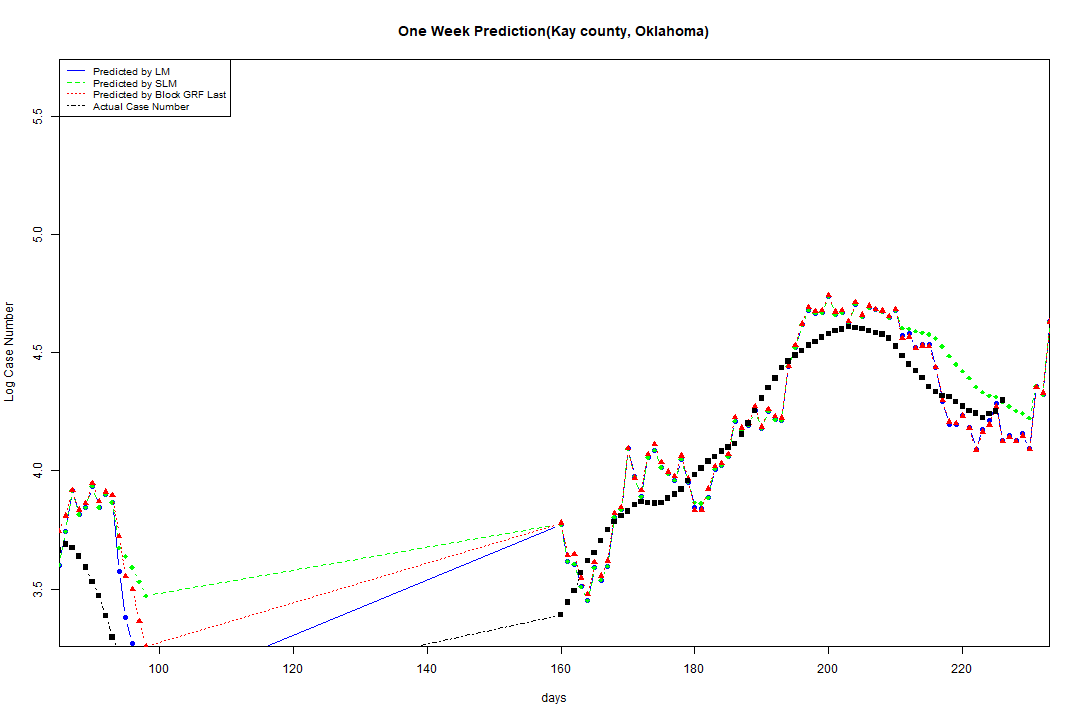 One Week Prediction(Kay county, Oklahoma)
Predicted by LM
Predicted by SLM
Predicted by Block GRF Last
Actual Case Number
Log Case Number
5.5
5.0
4.5
4.0
3.5
100 120 140 160 180 200 220
days